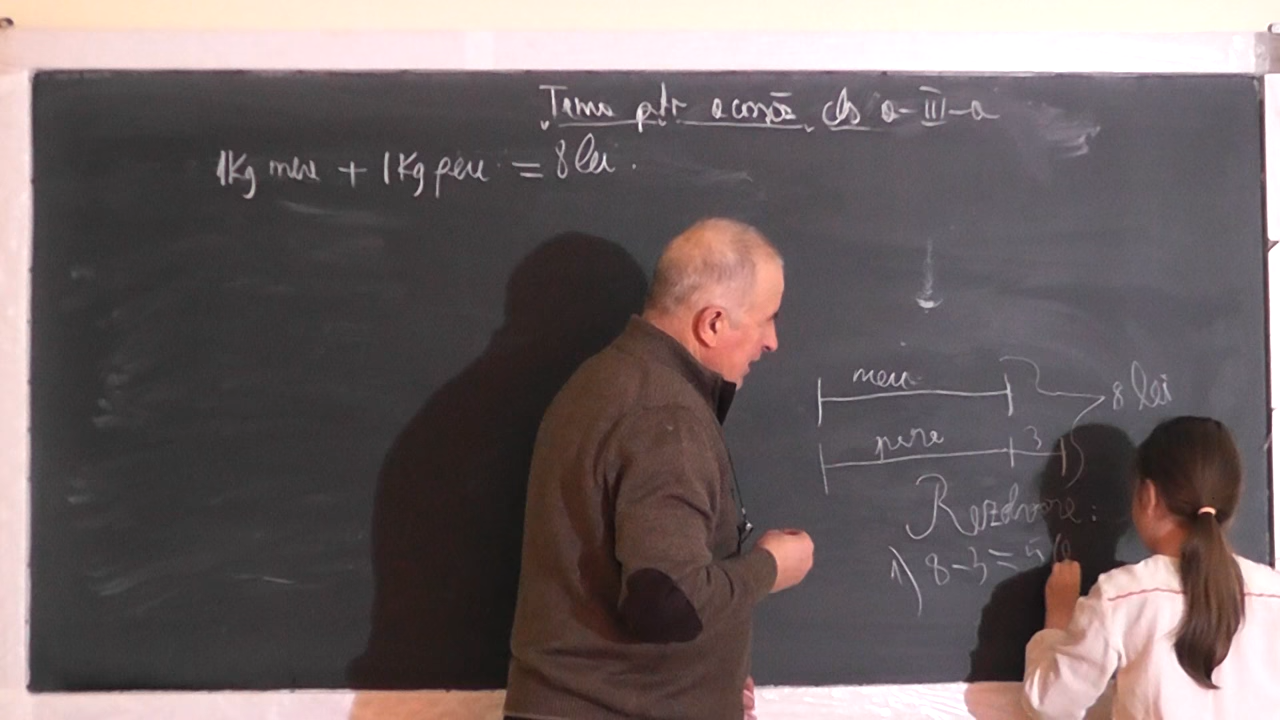 Tema ptr acasă cls a-III-a
1Kg mere + 1Kg pere = 8 lei.
mere
8 lei
pere 3
Rezolvare:
1) 8-3=5